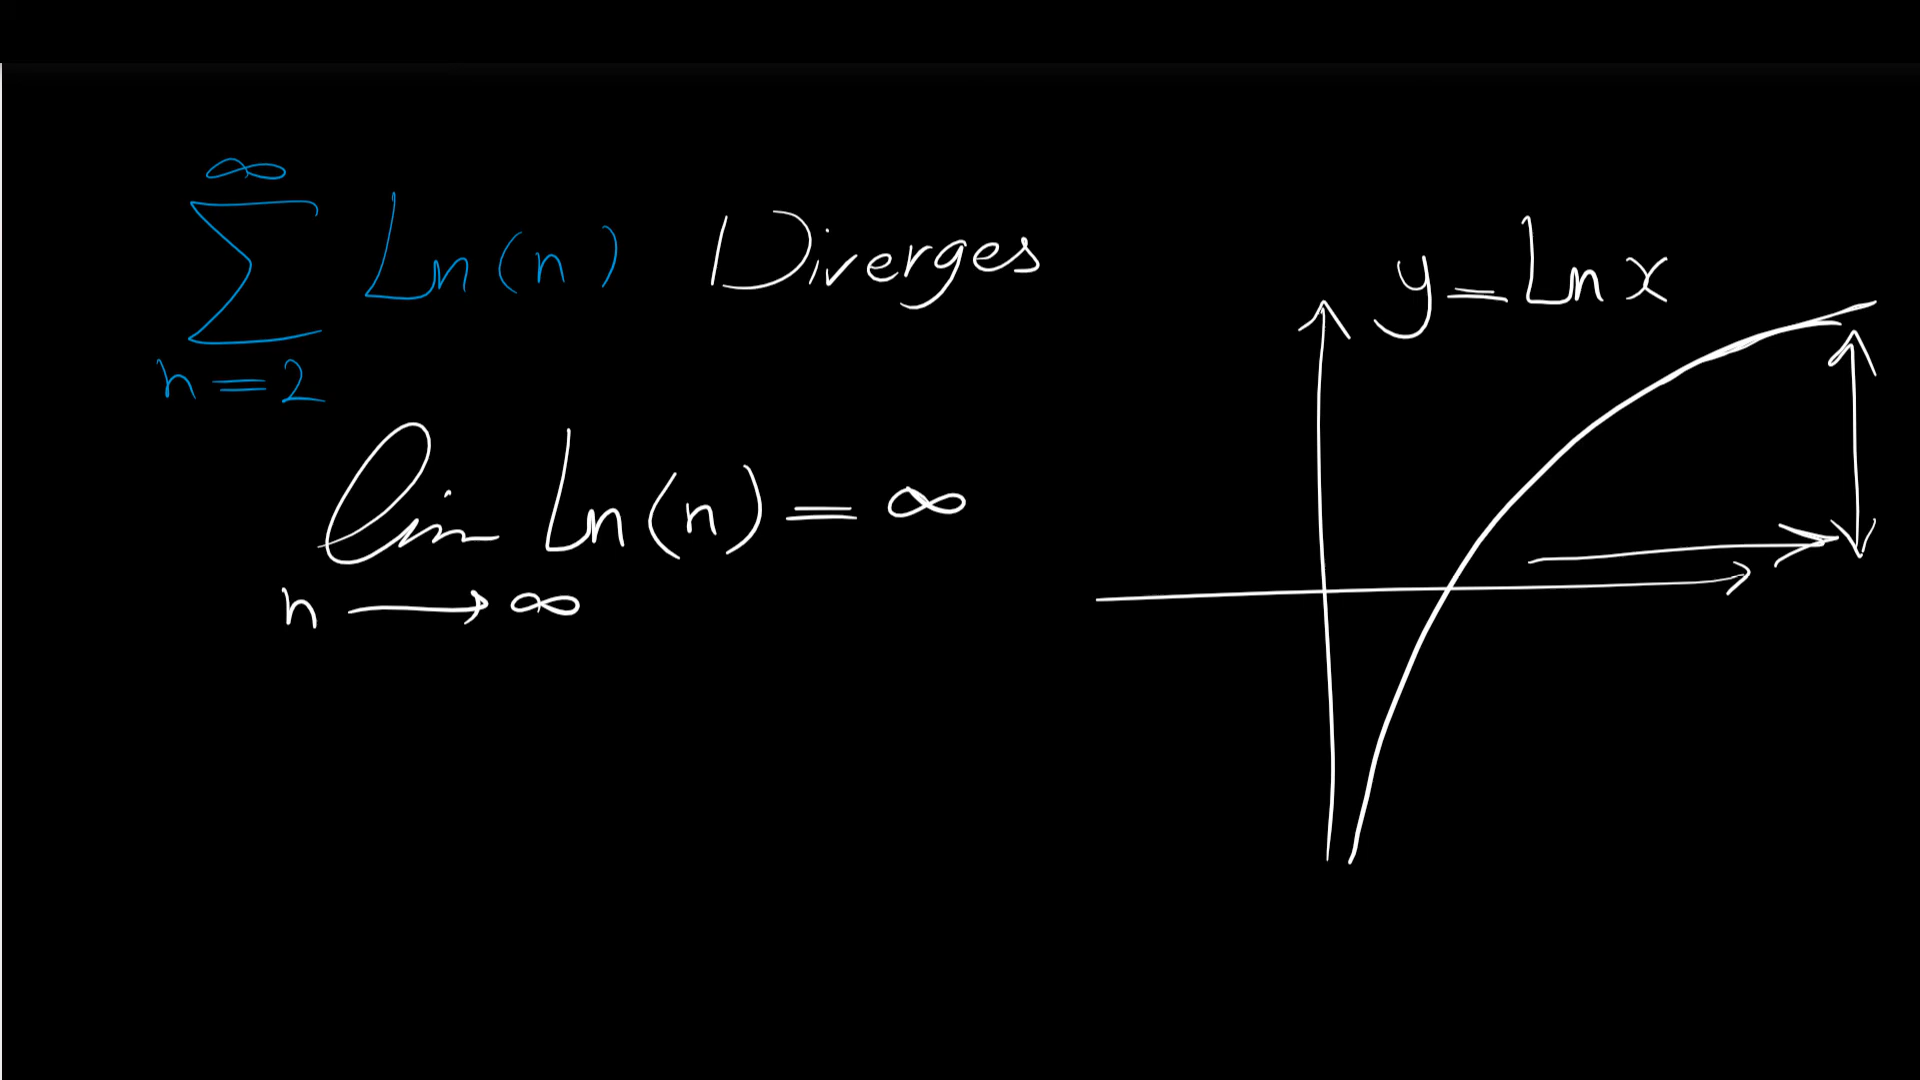 ∞
∑ Ln(n) Diverges
n=2
lim Ln(n) = ∞
n → ∞
y = Ln x